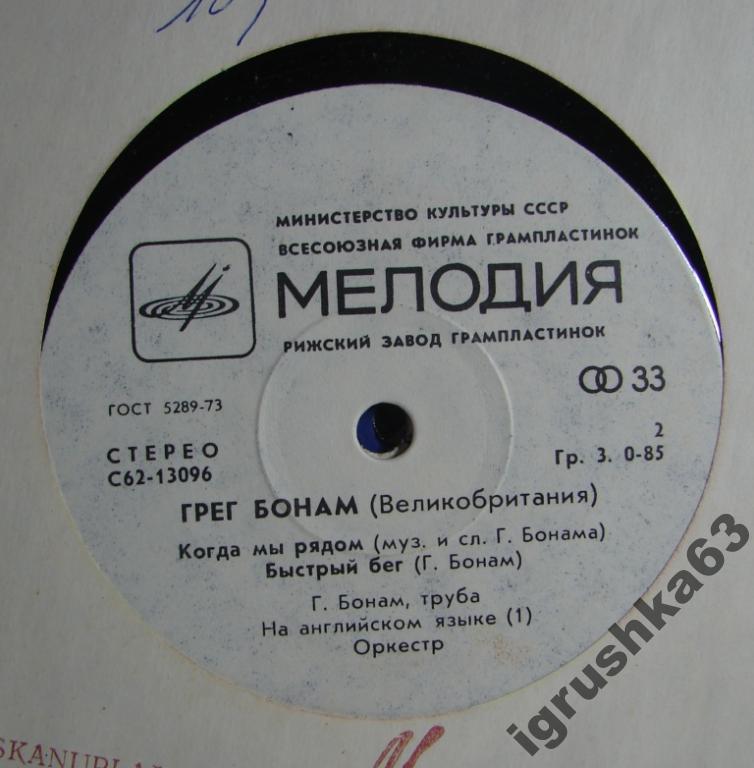 МИНИСТЕРСТВО КУЛЬТУРЫ СССР
ВСЕСОЮЗНАЯ ФИРМА ГРАМПЛАСТИНОК
МЕЛОДИЯ
РИЖСКИЙ ЗАВОД ГРАМПЛАСТИНОК
33
ГОСТ 5289-73
СТЕРЕО
С62-13096
2
Гр. 3. 0-85
ГРЕГ БОНАМ (Великобритания)
Когда мы рядом (муз. и сл. Г. Бонама)
Быстрый бег (Г. Бонам)
Г. Бонам, труба
На английском языке (1)
Оркестр
igrushka63